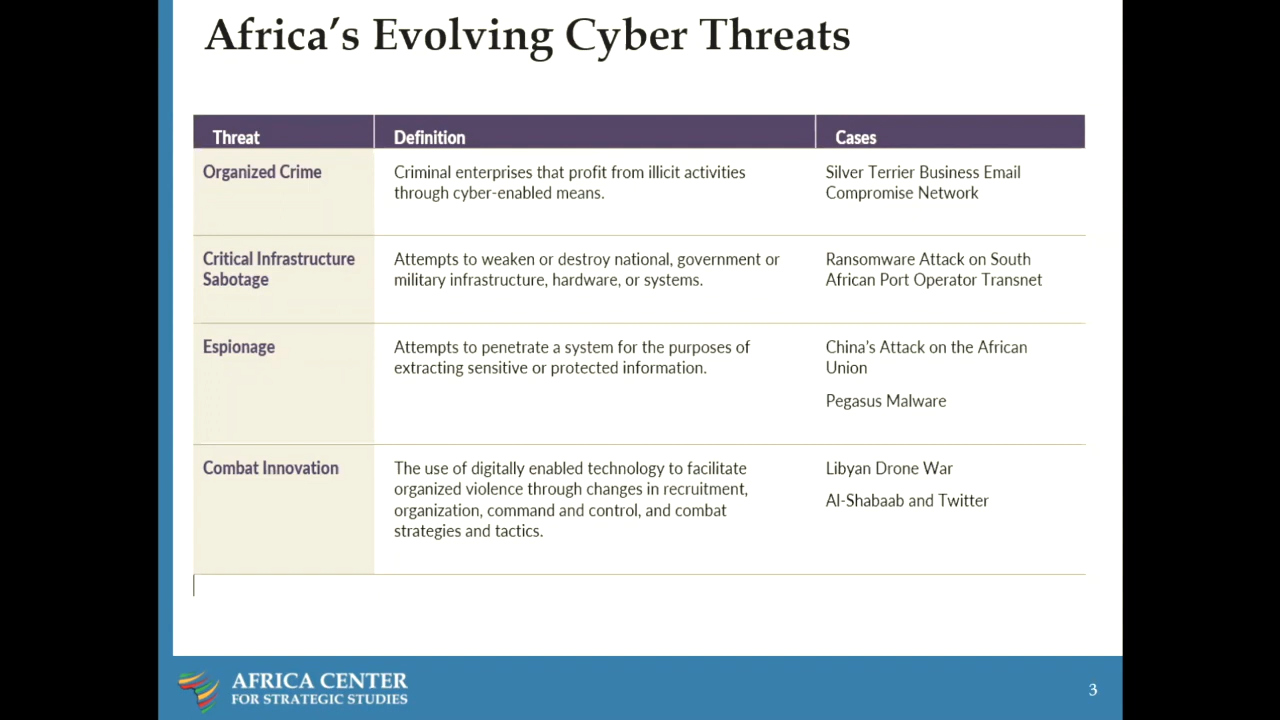 Africa’s Evolving Cyber Threats
Threat
Definition
Cases
Organized Crime
Criminal enterprises that profit from illicit activities
through cyber-enabled means.
Silver Terrier Business Email
Compromise Network
Critical Infrastructure
Sabotage
Attempts to weaken or destroy national, government or
military infrastructure, hardware, or systems.
Ransomware Attack on South
African Port Operator Transnet
Espionage
Attempts to penetrate a system for the purposes of
extracting sensitive or protected information.
China’s Attack on the African
Union
Pegasus Malware
Combat Innovation
The use of digitally enabled technology to facilitate
organized violence through changes in recruitment,
organization, command and control, and combat
strategies and tactics.
Libyan Drone War
Al-Shabaab and Twitter
AFRICA CENTER
FOR STRATEGIC STUDIES
3